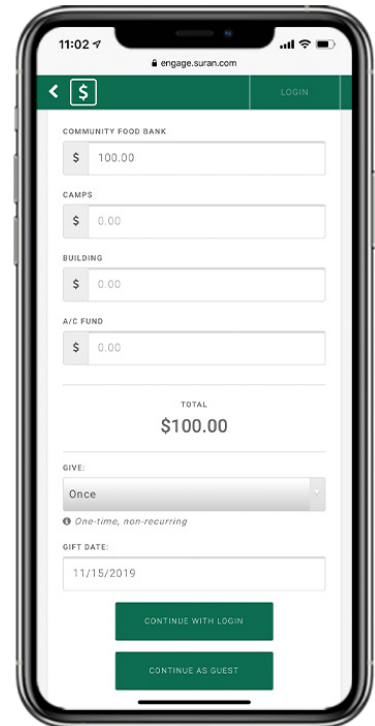 11:02
engage.suran.com
$
LOGIN
COMMUNITY FOOD BANK
$ 100.00
CAMPS
$ 0.00
BUILDING
$ 0.00
A/C FUND
$ 0.00
TOTAL
$100.00
GIVE:
Once
One-time, non-recurring
GIFT DATE:
11/15/2019
CONTINUE WITH LOGIN
CONTINUE AS GUEST